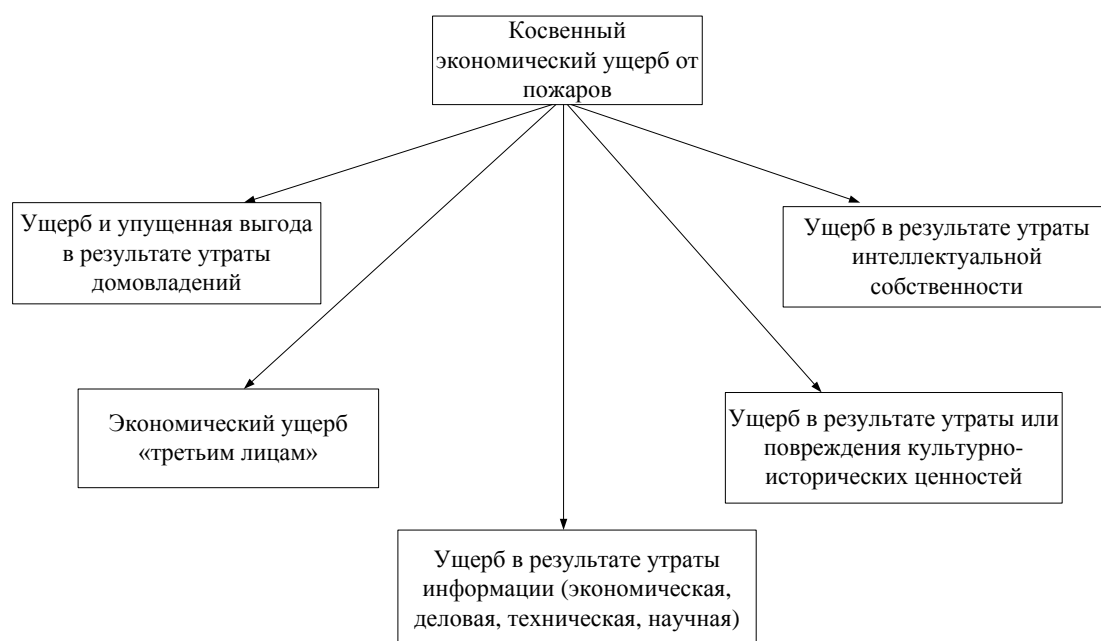 Косвенный
экономический ущерб от
пожаров
Ущерб и упущенная выгода
в результате утраты
домовладений
Ущерб в результате утраты
интеллектуальной
собственности
Экономический ущерб
«третьим лицам»
Ущерб в результате утраты или
повреждения культурно-
исторических ценностей
Ущерб в результате утраты
информации (экономическая,
деловая, техническая, научная)